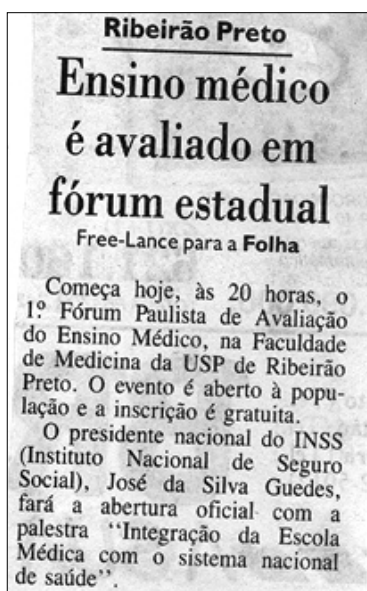 Ribeirão Preto
Ensino médico
é avaliado em
fórum estadual
Free-Lance para a Folha
Começa hoje, às 20 horas, o
1º Fórum Paulista de Avaliação
do Ensino Médico, na Faculdade
de Medicina da USP de Ribeirão
Preto. O evento é aberto à popu-
lação e a inscrição é gratuita.
O presidente nacional do INSS
(Instituto Nacional de Seguro
Social), José da Silva Guedes,
fará a abertura oficial com a
palestra "Integração da Escola
Médica com o sistema nacional
de saúde".